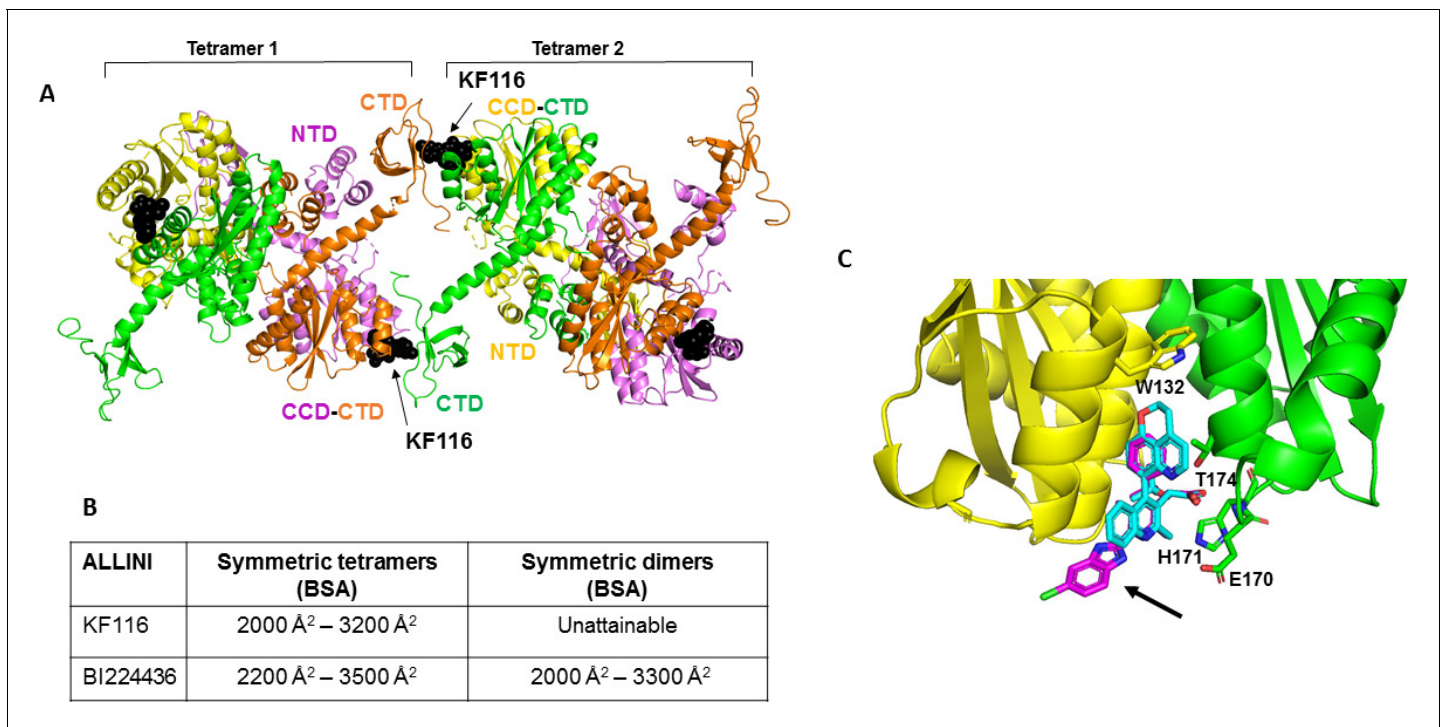 Tetramer 1
Tetramer 2
A
KF116
CTD
CCD-CTD
NTD
NTD
CCD-CTD
CTD
KF116
B
ALLINI
Symmetric tetramers (BSA)
Symmetric dimers (BSA)
KF116
2000 Å² – 3200 Å²
Unattainable
BI224436
2200 Å² – 3500 Å²
2000 Å² – 3300 Å²
C
W132
T174
H171
E170